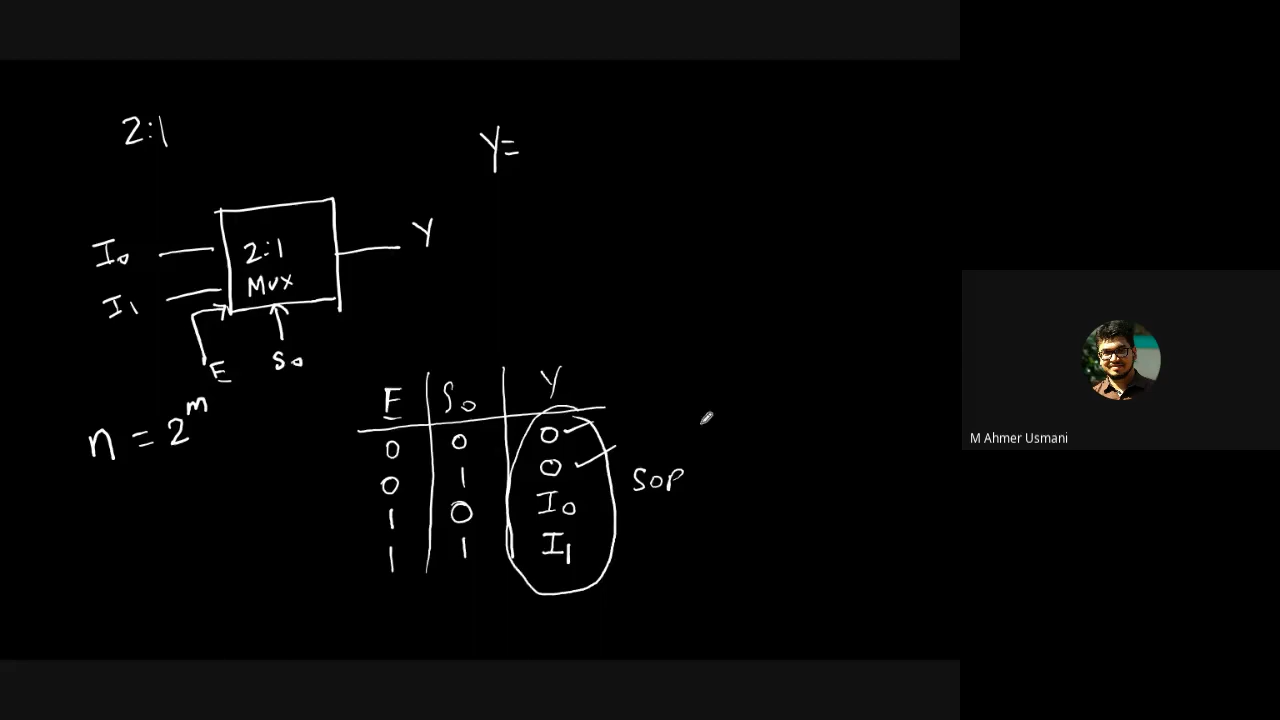 2:1
Y=
I₀
I₁
2:1
MUX
Y
E
S₀
n = 2ᵐ
E S₀ Y
0 0 0
0 1 0
1 0 I₀
1 1 I₁
SOP
M Ahmer Usmani